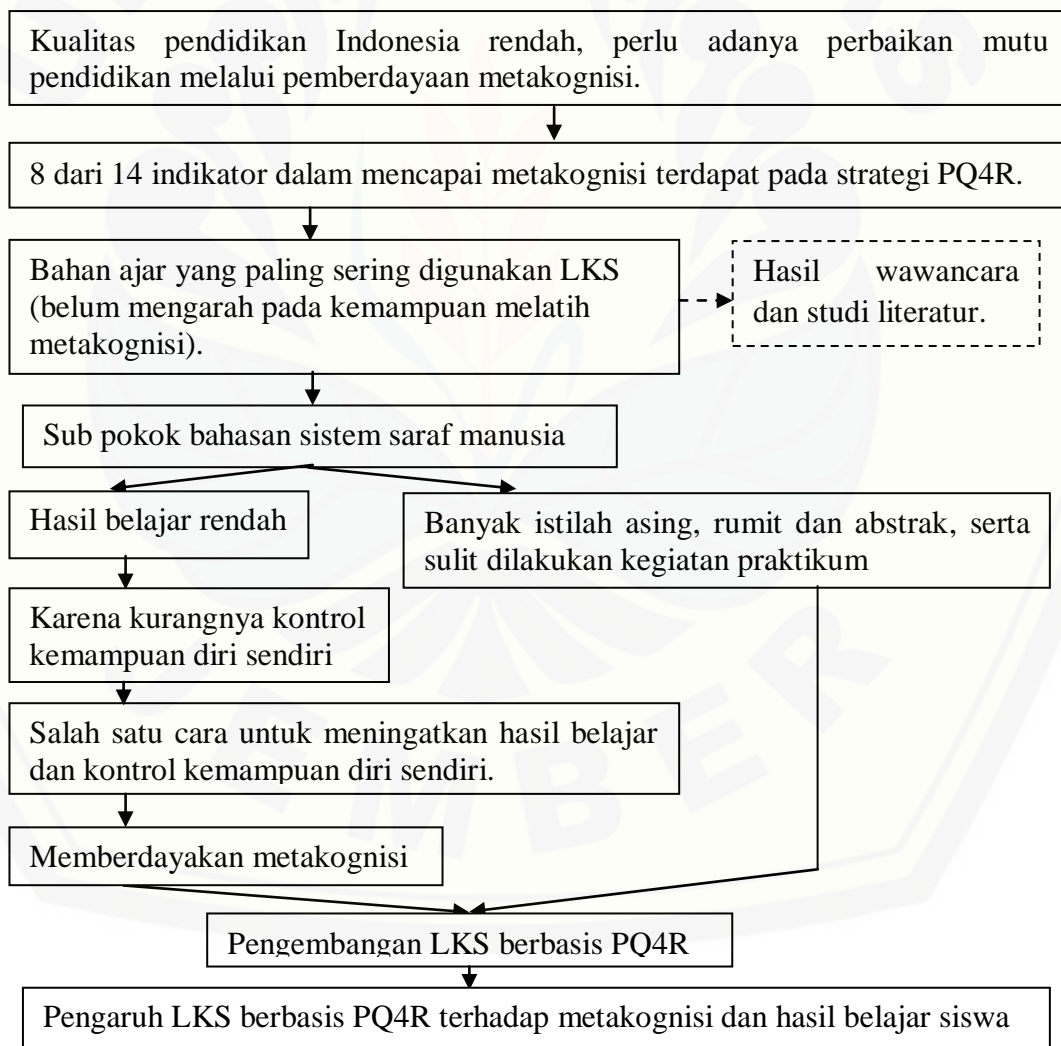 Kualitas pendidikan Indonesia rendah, perlu adanya perbaikan mutu
pendidikan melalui pemberdayaan metakognisi.
8 dari 14 indikator dalam mencapai metakognisi terdapat pada strategi PQ4R.
Bahan ajar yang paling sering digunakan LKS
(belum mengarah pada kemampuan melatih
metakognisi).
Hasil wawancara
dan studi literatur.
Sub pokok bahasan sistem saraf manusia
Hasil belajar rendah
Banyak istilah asing, rumit dan abstrak, serta
sulit dilakukan kegiatan praktikum
Karena kurangnya kontrol
kemampuan diri sendiri
Salah satu cara untuk meningatkan hasil belajar
dan kontrol kemampuan diri sendiri.
Memberdayakan metakognisi
Pengembangan LKS berbasis PQ4R
Pengaruh LKS berbasis PQ4R terhadap metakognisi dan hasil belajar siswa
EMBER